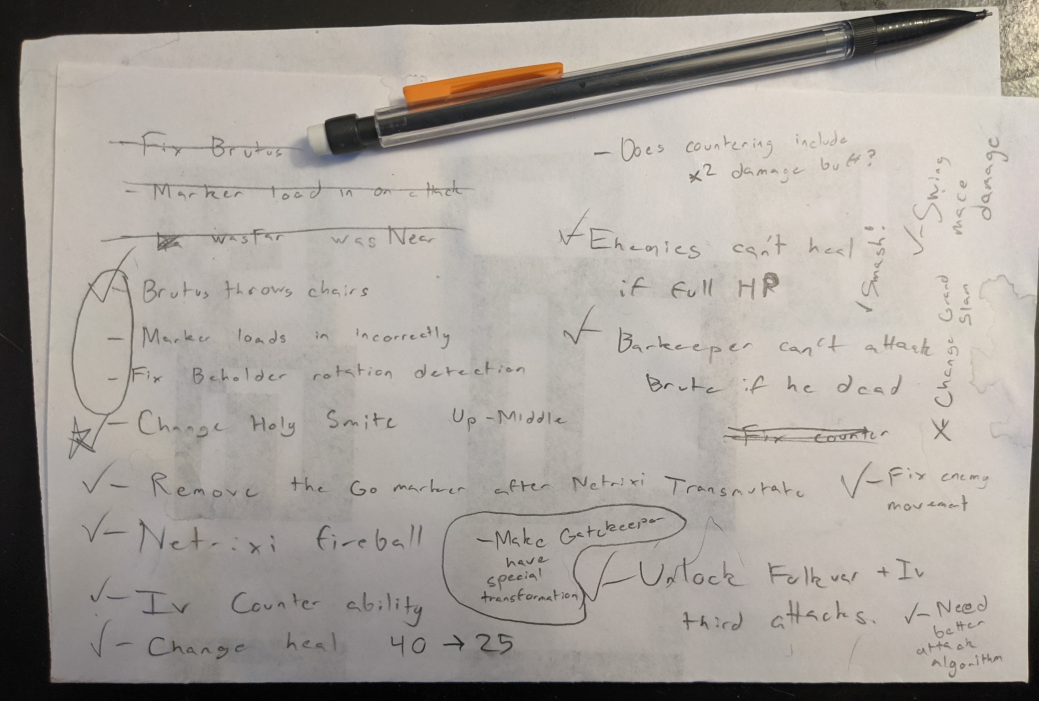 - Fix Brutus
- Marker load in on attack
- was Far was Near
✓ Brutus throws chairs
- Marker loads in incorrectly
- Fix Beholder rotation detection
✓ - Change Holy Smite Up-Middle
✓ - Remove the Go marker after Netrixi Transmutate
✓ - Netrixi fireball
✓ - Iv Counter ability
✓ - Change heal 40 → 25
- Make Gatekeeper
have
special
transformation
- Does countering include
x2 damage buff?
✓ Enemies can't heal
if full HP
✓ - Barkeeper can't attack
Brute if he dead
Fix counter
✓ - Fix enemy
movement
✓ - Unlock Folkvar + Iv
third attacks.
✓ - Need
better
attack
algorithm
✓ Smash!
✓ - Swing
mace
damage
X Change Grand
Slam